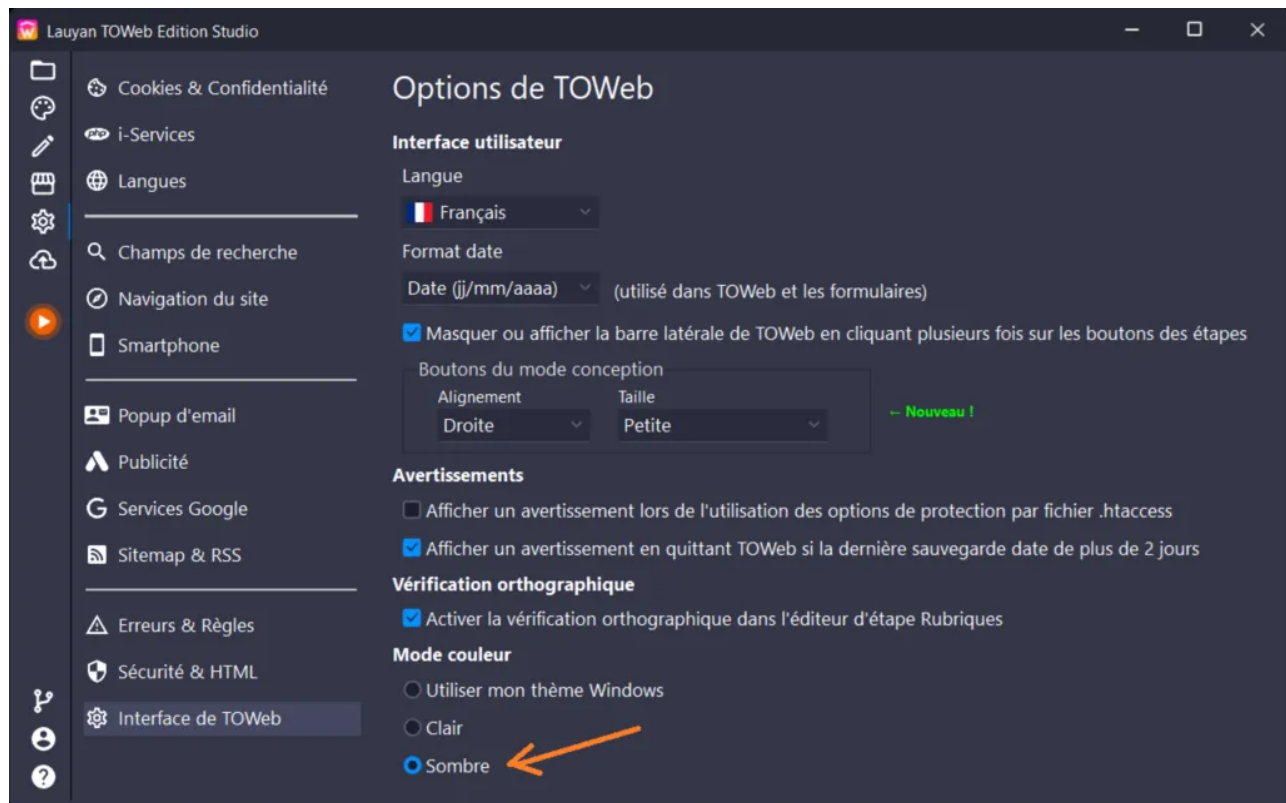 Lauyan TOWeb Edition Studio
Cookies & Confidentialité
php i-Services
Langues
Champs de recherche
Navigation du site
Smartphone
Popup d'email
Publicité
G Services Google
Sitemap & RSS
Erreurs & Règles
Sécurité & HTML
Interface de TOWeb
Options de TOWeb
Interface utilisateur
Langue
Français
Format date
Date (jj/mm/aaaa) (utilisé dans TOWeb et les formulaires)
Masquer ou afficher la barre latérale de TOWeb en cliquant plusieurs fois sur les boutons des étapes
Boutons du mode conception
Alignement Taille
Droite Petite
← Nouveau !
Avertissements
Afficher un avertissement lors de l'utilisation des options de protection par fichier .htaccess
Afficher un avertissement en quittant TOWeb si la dernière sauvegarde date de plus de 2 jours
Vérification orthographique
Activer la vérification orthographique dans l'éditeur d'étape Rubriques
Mode couleur
Utiliser mon thème Windows
Clair
Sombre